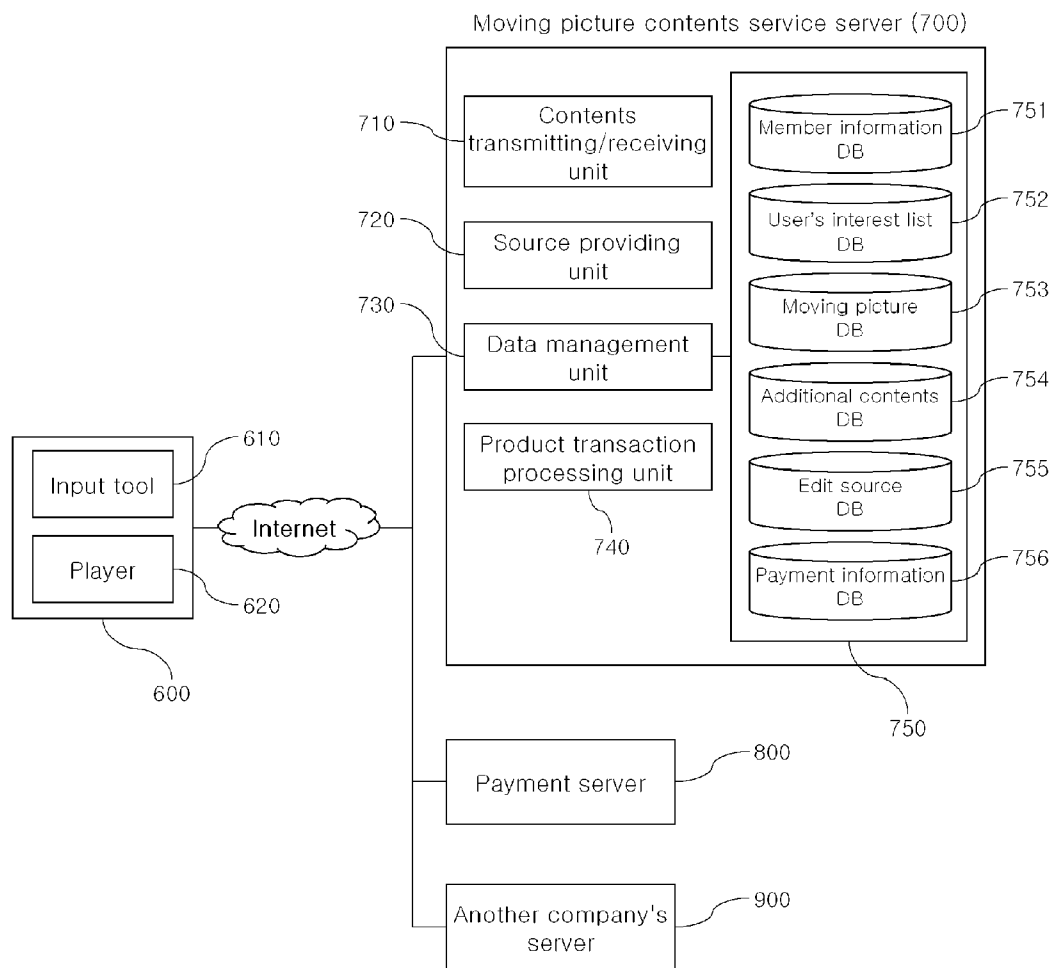 Moving picture contents service server (700)
710
Contents
transmitting/receiving
unit
720
Source providing
unit
730
Data management
unit
Product transaction
processing unit
740
Member information
DB
751
User's interest list
DB
752
Moving picture
DB
753
Additional contents
DB
754
Edit source
DB
755
Payment information
DB
756
750
Input tool
610
Player
620
600
Internet
Payment server
800
Another company's
server
900